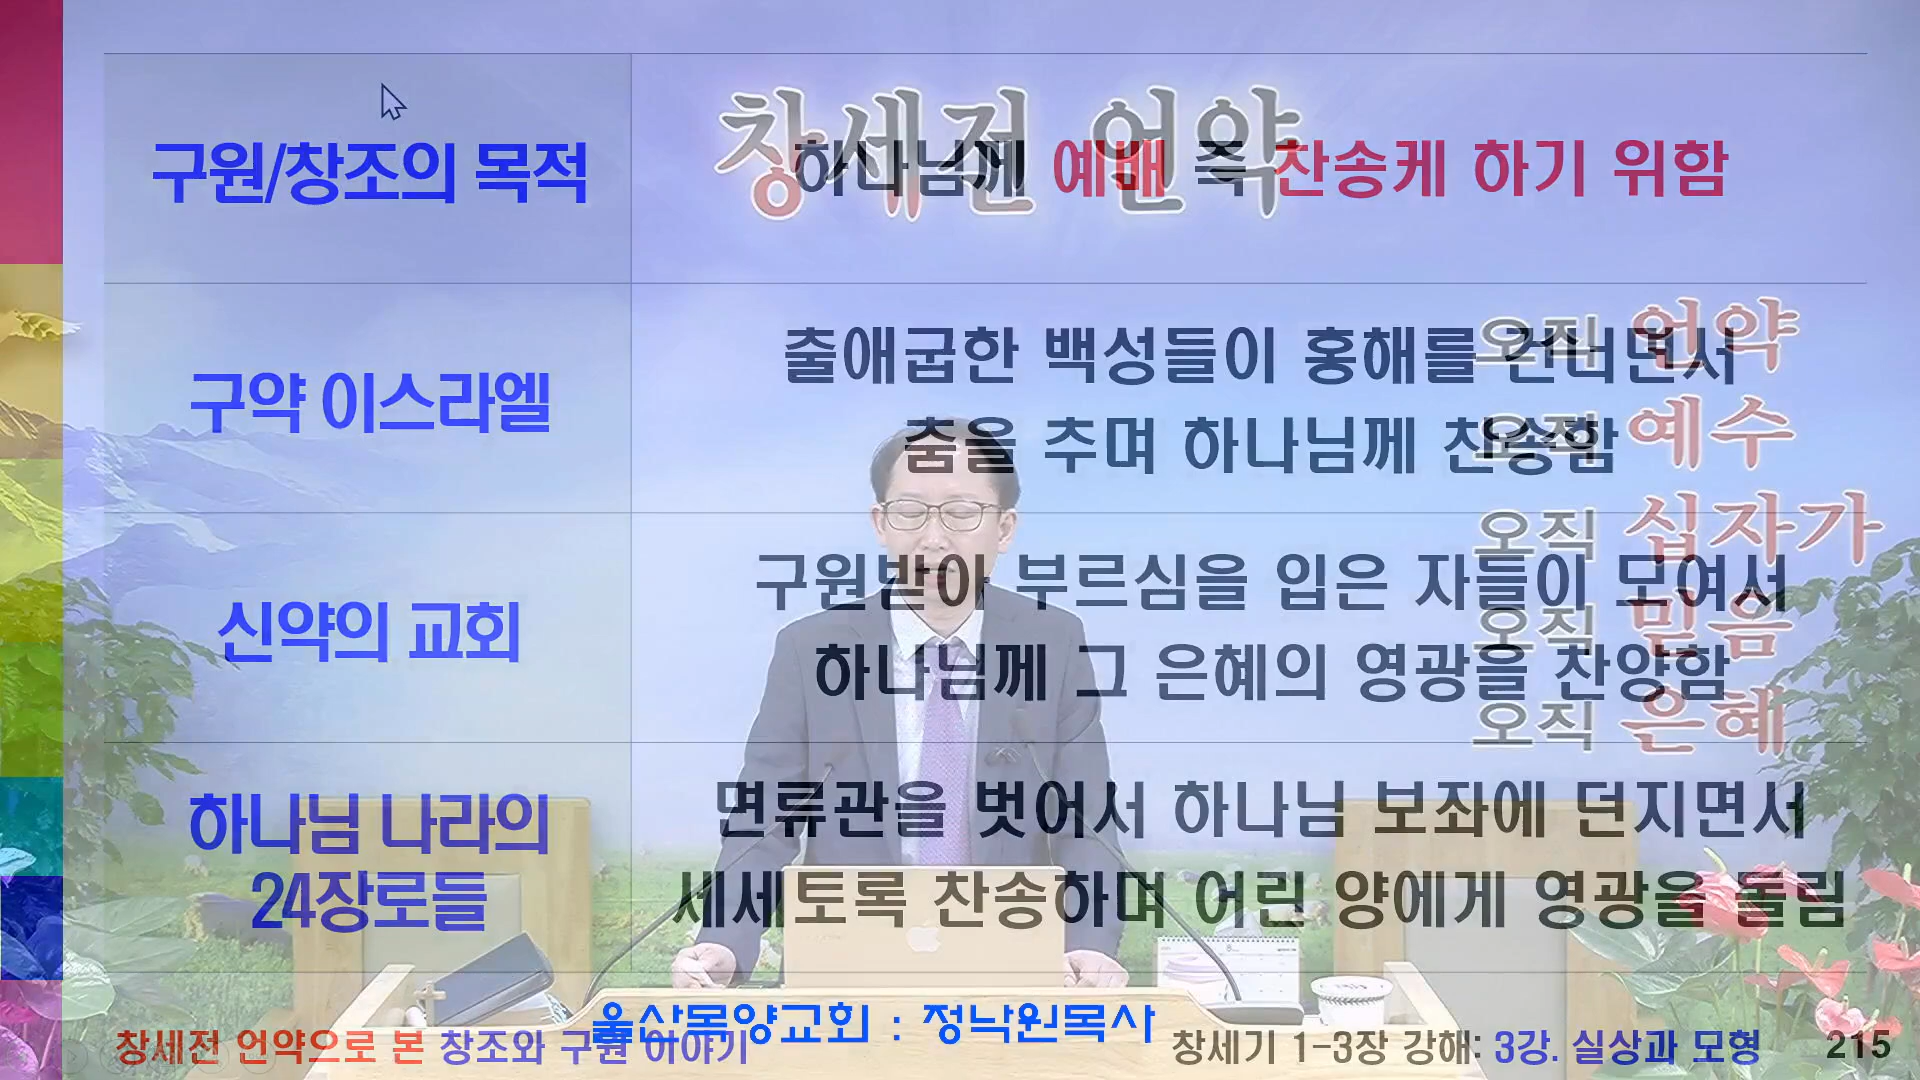 창세전 언약
구원/창조의 목적
하나님께 예배 즉 찬송케 하기 위함
구약 이스라엘
출애굽한 백성들이 홍해를 건너면서
춤을 추며 하나님께 찬송함
신약의 교회
구원받아 부르심을 입은 자들이 모여서
하나님께 그 은혜의 영광을 찬양함
하나님 나라의
24장로들
면류관을 벗어서 하나님 보좌에 던지면서
세세토록 찬송하며 어린 양에게 영광을 돌림
오직 언약
오직 예수
오직 십자가
오직 믿음
오직 은혜
울산목양교회 : 정낙원목사
창세전 언약으로 본 창조와 구원 이야기
창세기 1-3장 강해: 3강. 실상과 모형
215